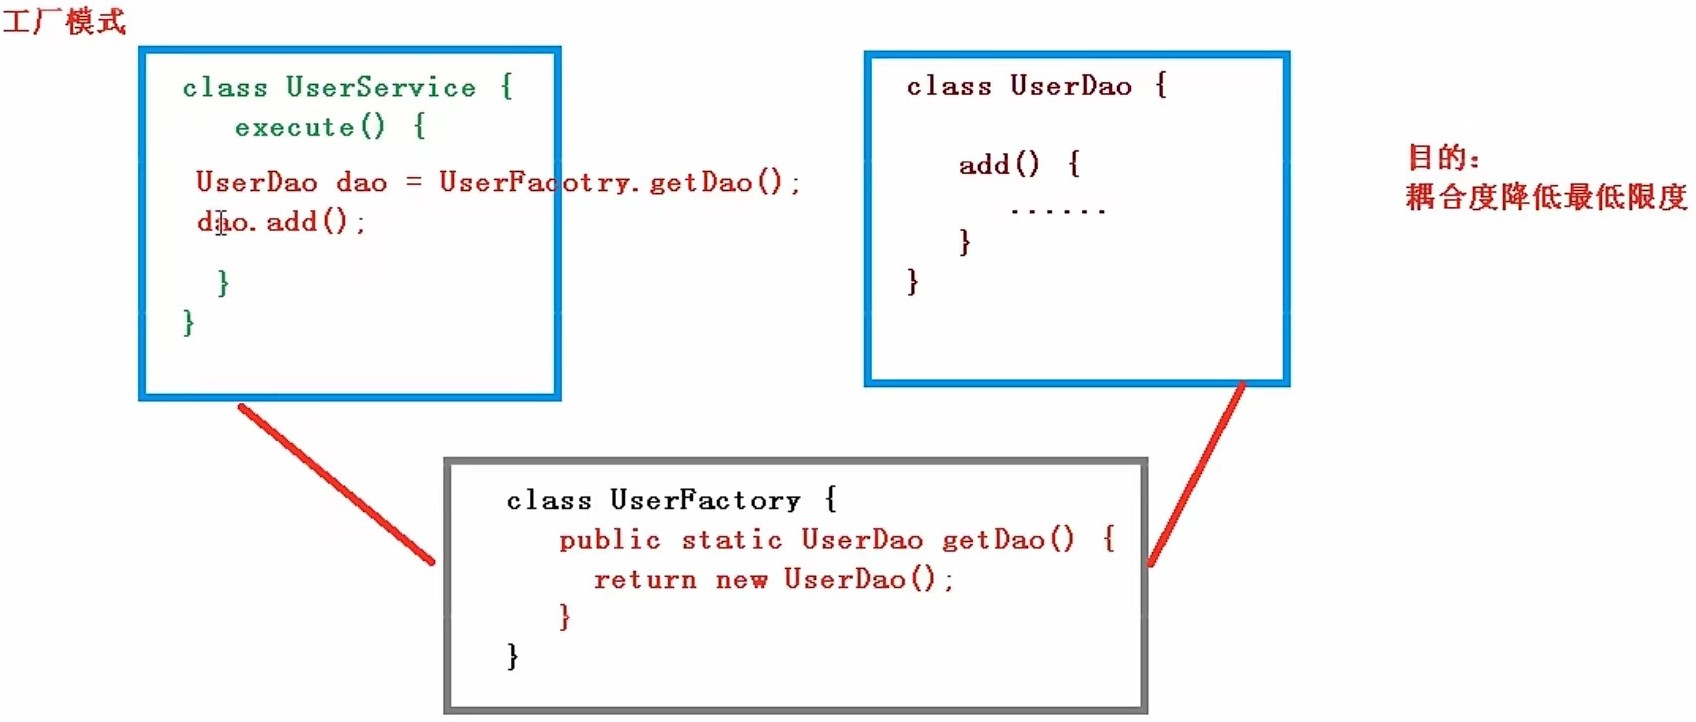 工厂模式
class UserService {
execute() {
UserDao dao = UserFacotry.getDao();
dao.add();
}
}
class UserDao {
add() {
......
}
}
目的：
耦合度降低最低限度
class UserFactory {
public static UserDao getDao() {
return new UserDao();
}
}